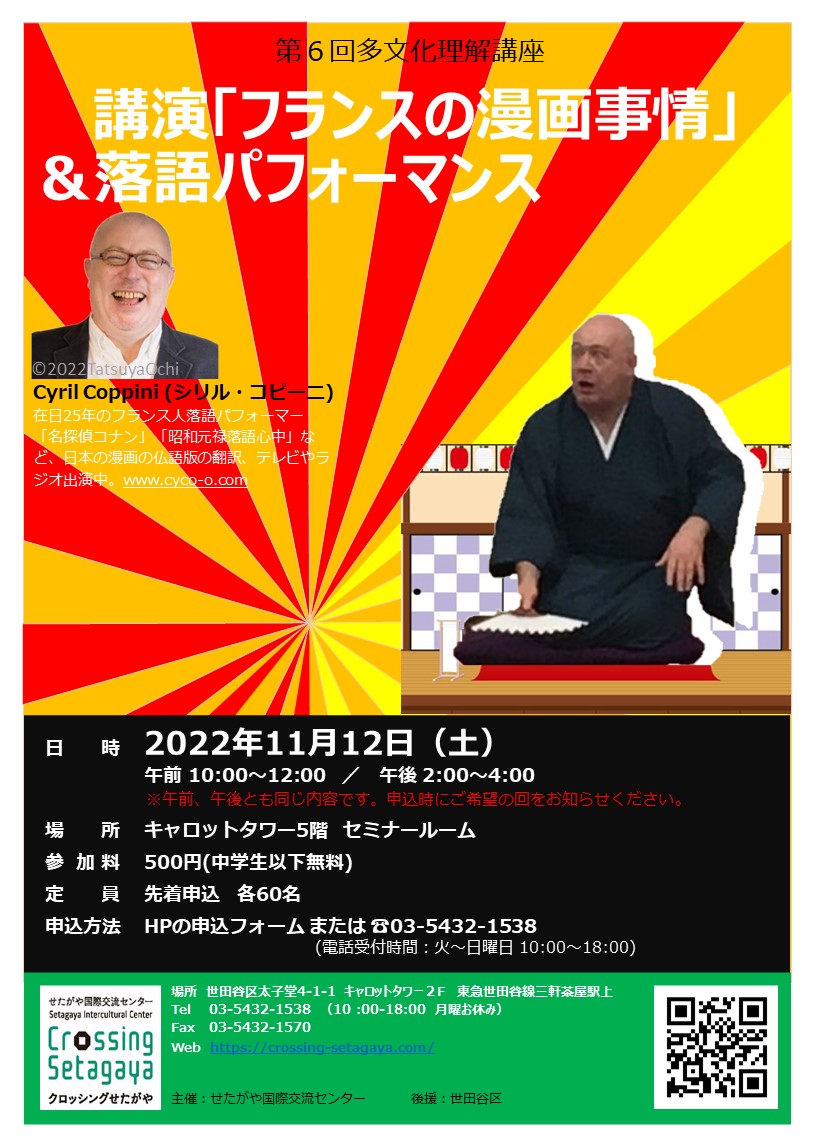 第６回多文化理解講座
講演「フランスの漫画事情」
＆落語パフォーマンス
©2022TatsuyaOchi
Cyril Coppini (シリル・コピーニ)
在日25年のフランス人落語パフォーマー
「名探偵コナン」「昭和元禄落語心中」な
ど、日本の漫画の仏語版の翻訳、テレビやラ
ジオ出演中。www.cyco-o.com
日　時　2022年11月12日（土）
午前 10:00～12:00　／　午後 2:00～4:00
※午前、午後とも同じ内容です。申込時にご希望の回をお知らせください。
場　所　キャロットタワー5階　セミナールーム
参 加 料　500円(中学生以下無料)
定　員　先着申込　各60名
申込方法　HPの申込フォーム または ☎03-5432-1538
(電話受付時間：火～日曜日 10:00～18:00)
せたがや国際交流センター
Setagaya Intercultural Center
Crossing
Setagaya
クロッシングせたがや
場所　世田谷区太子堂4-1-1 キャロットタワー２F　東急世田谷線三軒茶屋駅上
Tel　03-5432-1538　（10 :00-18:00 月曜お休み）
Fax　03-5432-1570
Web　https://crossing-setagaya.com/
主催：せたがや国際交流センター　後援：世田谷区